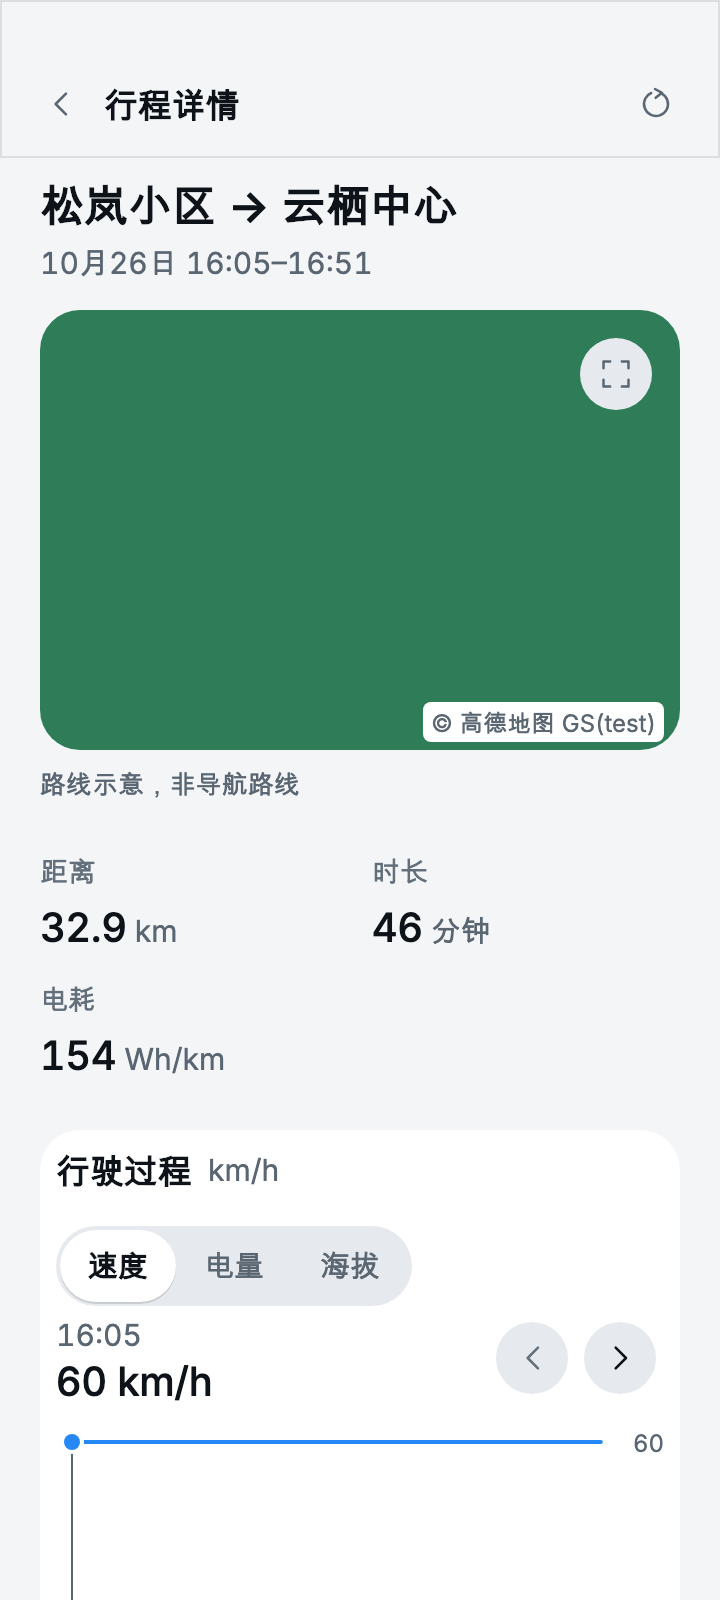 行程详情
松岚小区 → 云栖中心
10月26日 16:05–16:51
© 高德地图 GS(test)
路线示意，非导航路线
距离 时长
32.9 km 46 分钟
电耗
154 Wh/km
行驶过程 km/h
速度 电量 海拔
16:05
60 km/h
60